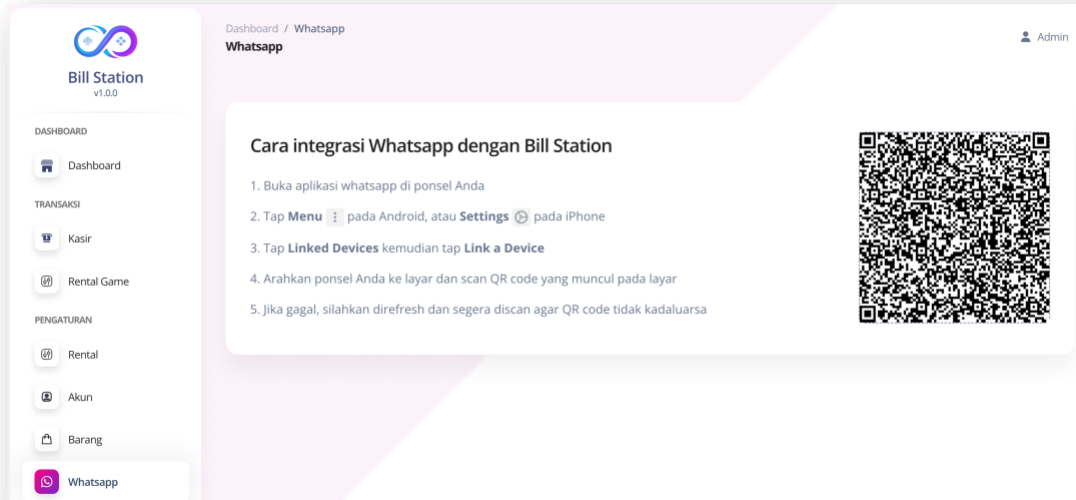 Bill Station
v1.0.0
DASHBOARD
Dashboard
TRANSAKSI
Kasir
Rental Game
PENGATURAN
Rental
Akun
Barang
Whatsapp
Dashboard / Whatsapp
Whatsapp
Admin
Cara integrasi Whatsapp dengan Bill Station
1. Buka aplikasi whatsapp di ponsel Anda
2. Tap Menu pada Android, atau Settings pada iPhone
3. Tap Linked Devices kemudian tap Link a Device
4. Arahkan ponsel Anda ke layar dan scan QR code yang muncul pada layar
5. Jika gagal, silahkan direfresh dan segera discan agar QR code tidak kadaluarsa